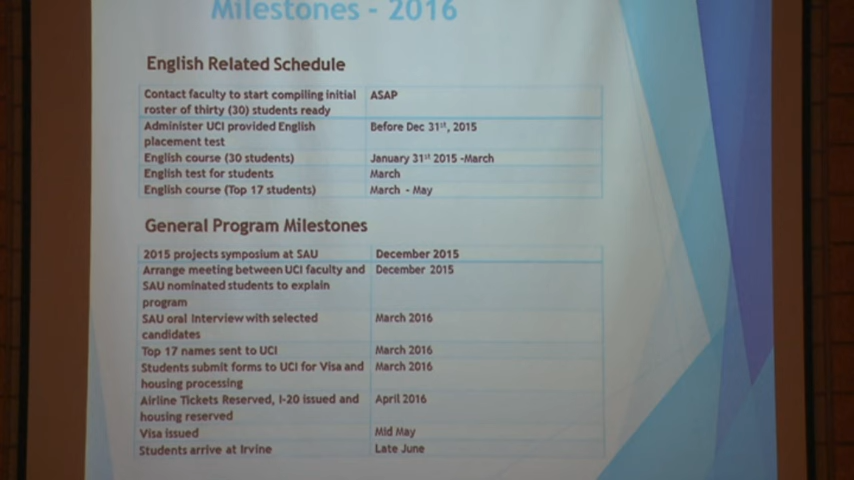 Milestones - 2016
English Related Schedule
Contact faculty to start compiling initial ASAP
roster of thirty (30) students ready
Administer UCI provided English Before Dec 31st, 2015
placement test
English course (30 students) January 31st 2015 -March
English test for students March
English course (Top 17 students) March - May
General Program Milestones
2015 projects symposium at SAU December 2015
Arrange meeting between UCI faculty and December 2015
SAU nominated students to explain
program
SAU oral Interview with selected March 2016
candidates
Top 17 names sent to UCI March 2016
Students submit forms to UCI for Visa and March 2016
housing processing
Airline Tickets Reserved, I-20 issued and April 2016
housing reserved
Visa issued Mid May
Students arrive at Irvine Late June